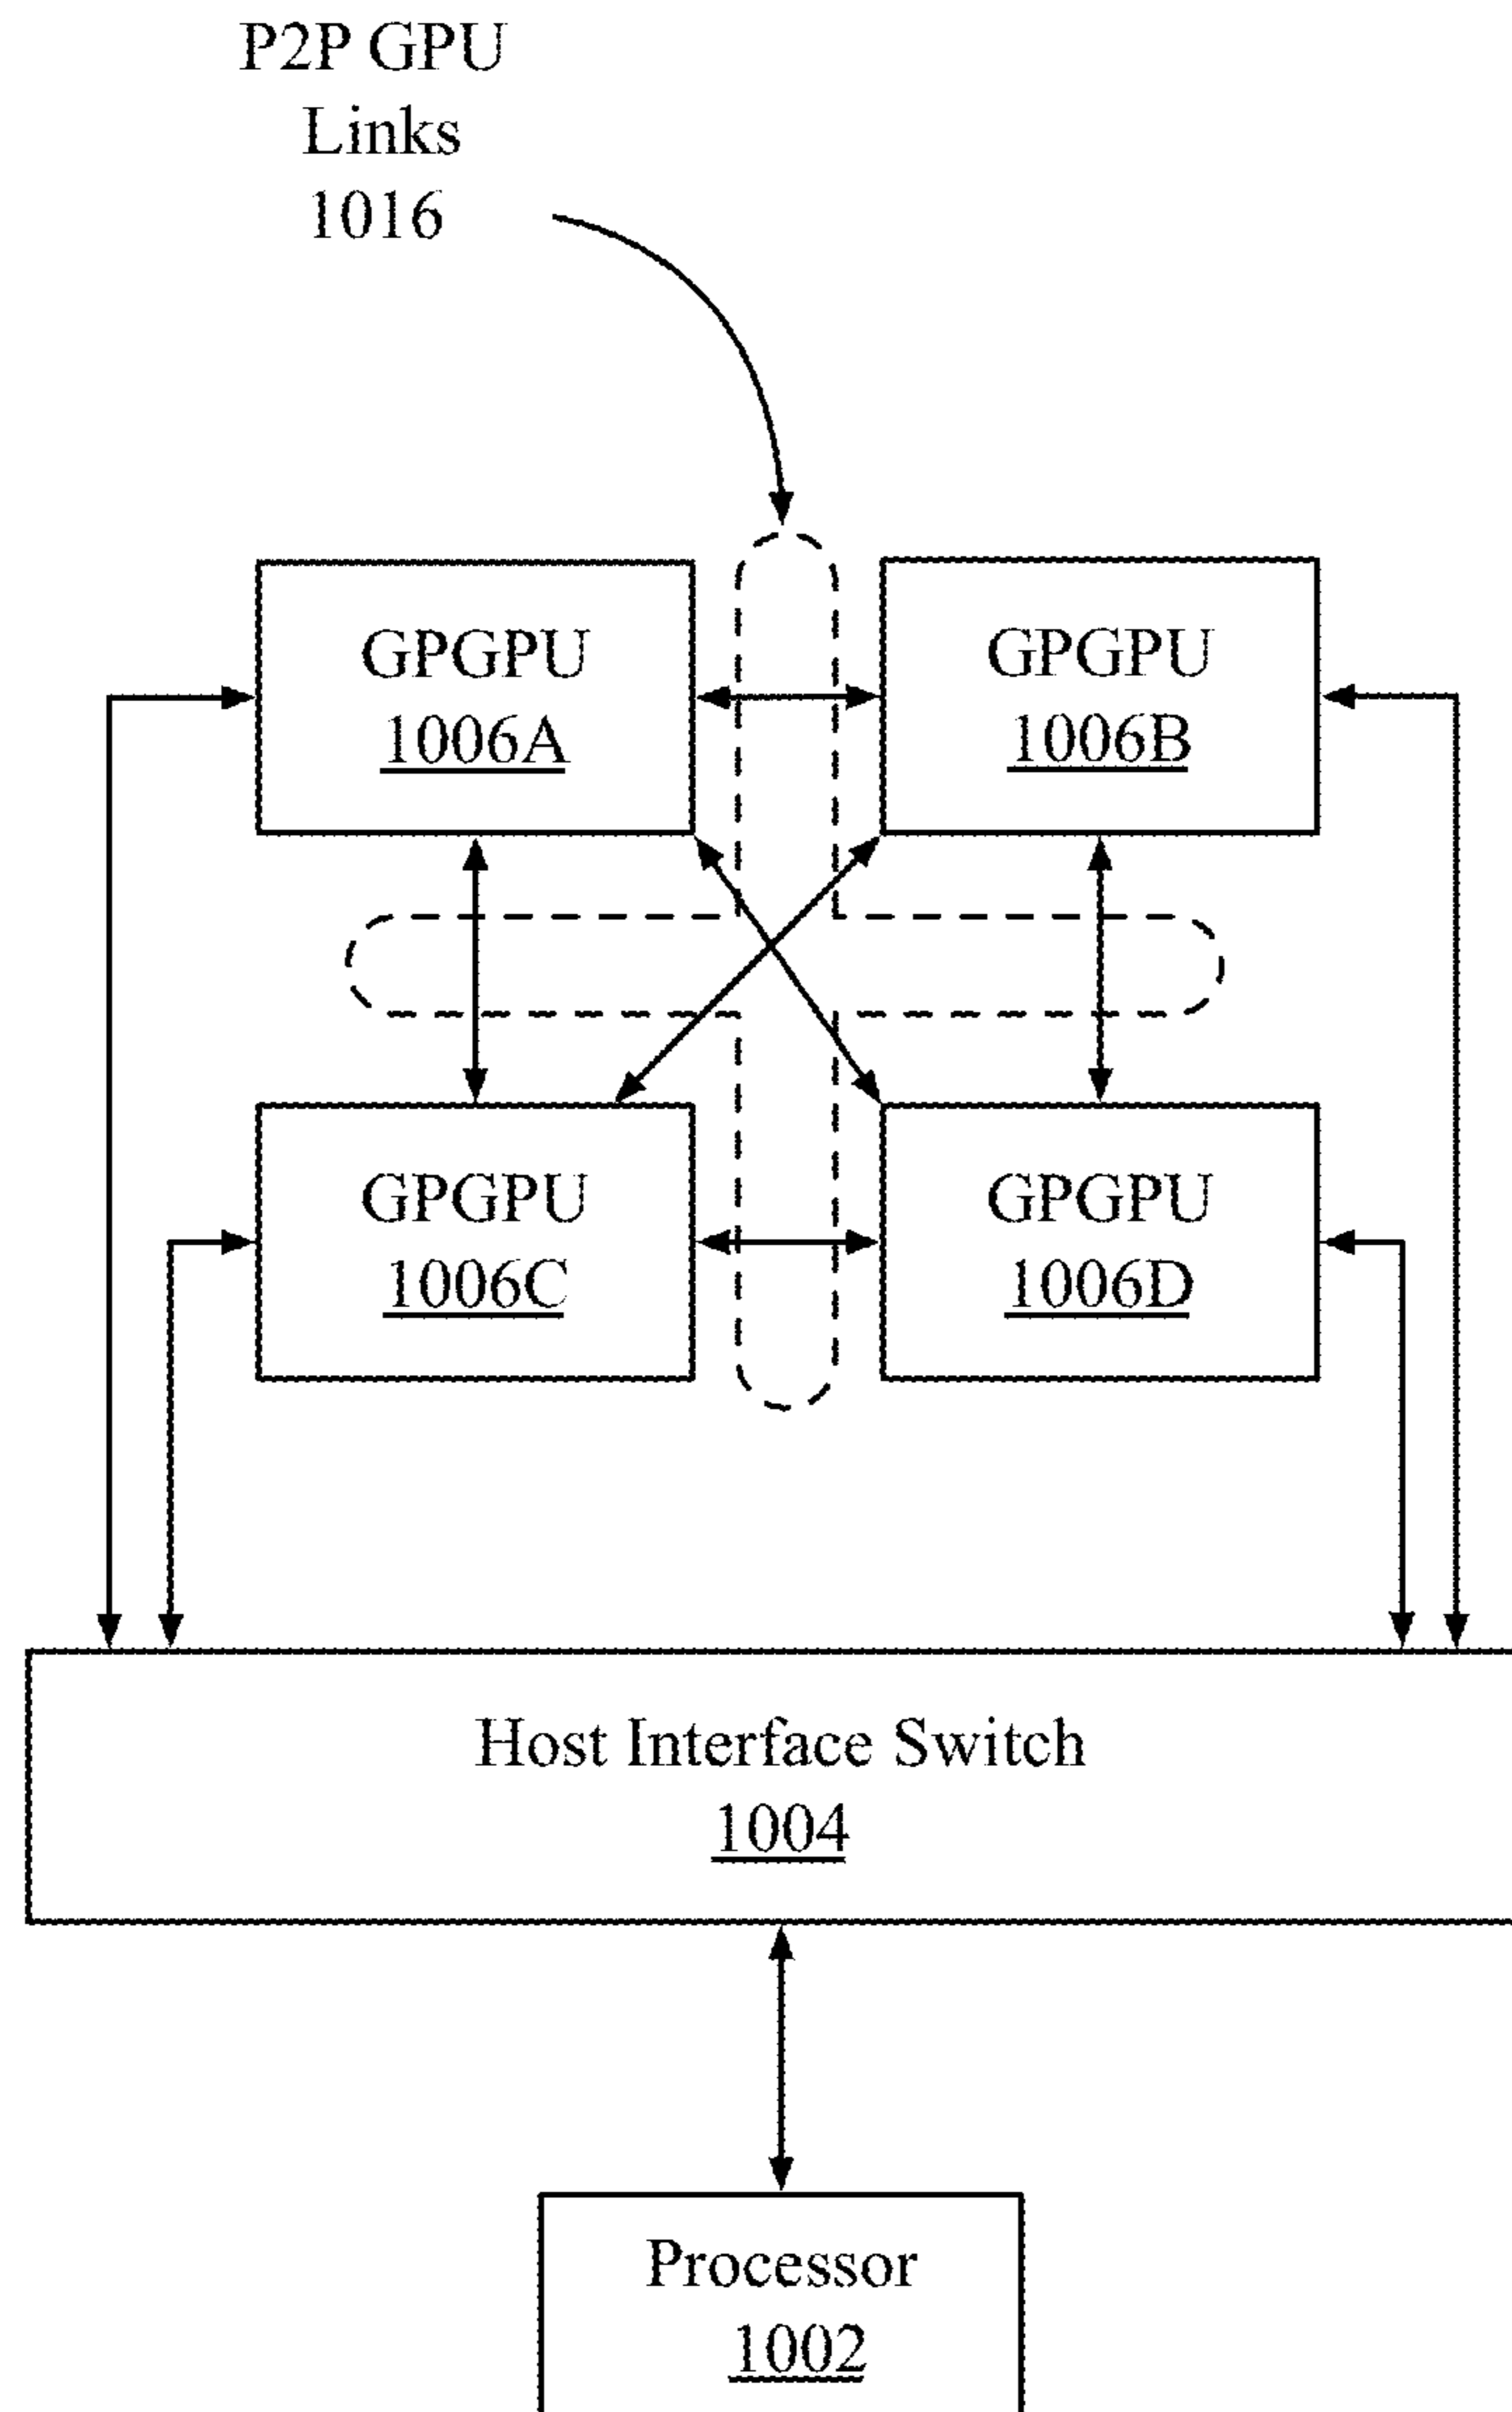 P2P GPU
Links
1016
GPGPU
1006A
GPGPU
1006B
GPGPU
1006C
GPGPU
1006D
Host Interface Switch
1004
Processor
1002